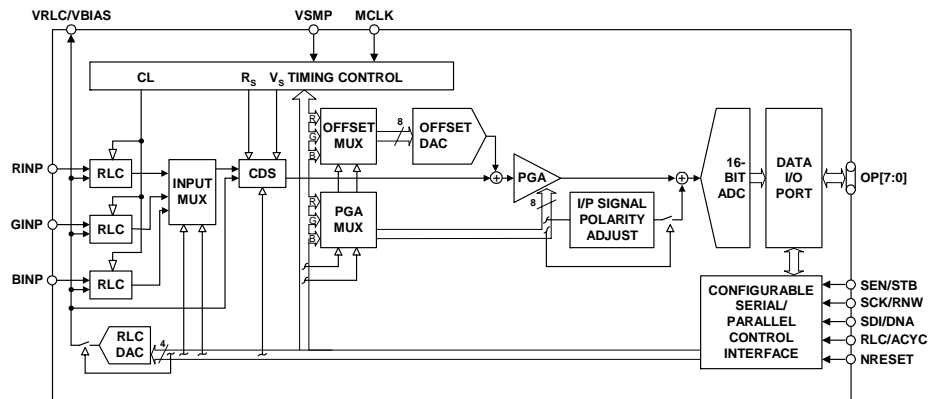 VRLC/VBIAS
VSMP
MCLK
CL
RS
VS TIMING CONTROL
R
G
B
OFFSET
MUX
8
OFFSET
DAC
RINP
RLC
INPUT
MUX
CDS
+
PGA
+
16-
BIT
ADC
DATA
I/O
PORT
OP[7:0]
GINP
RLC
R
G
B
PGA
MUX
8
I/P SIGNAL
POLARITY
ADJUST
BINP
RLC
CONFIGURABLE
SERIAL/
PARALLEL
CONTROL
INTERFACE
SEN/STB
SCK/RNW
SDI/DNA
RLC/ACYC
NRESET
RLC
DAC
4